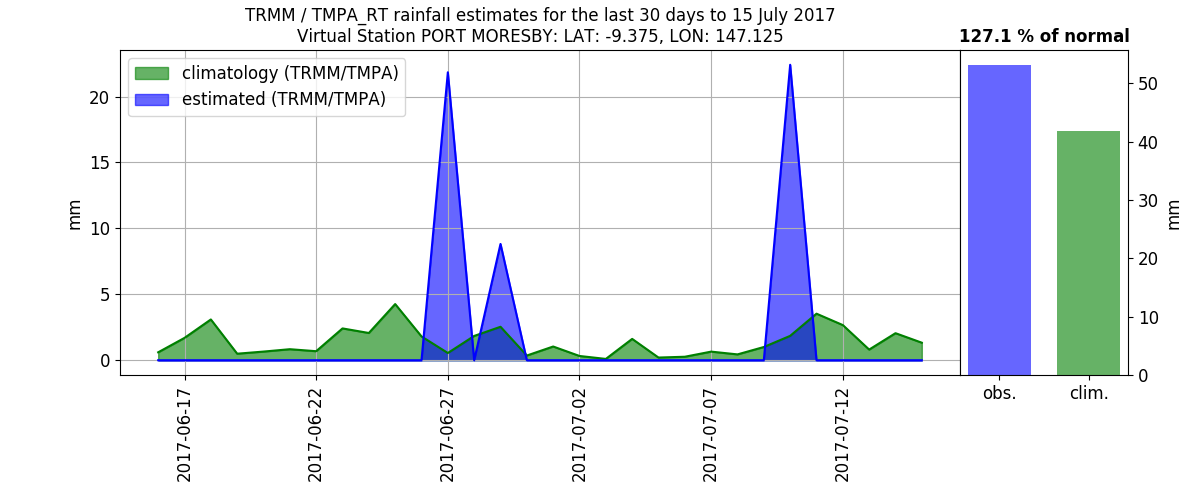 TRMM / TMPA_RT rainfall estimates for the last 30 days to 15 July 2017
Virtual Station PORT MORESBY: LAT: -9.375, LON: 147.125
127.1 % of normal
climatology (TRMM/TMPA)
estimated (TRMM/TMPA)
mm
20
15
10
5
0
2017-06-17
2017-06-22
2017-06-27
2017-07-02
2017-07-07
2017-07-12
50
40
30
20
10
0
mm
obs.
clim.